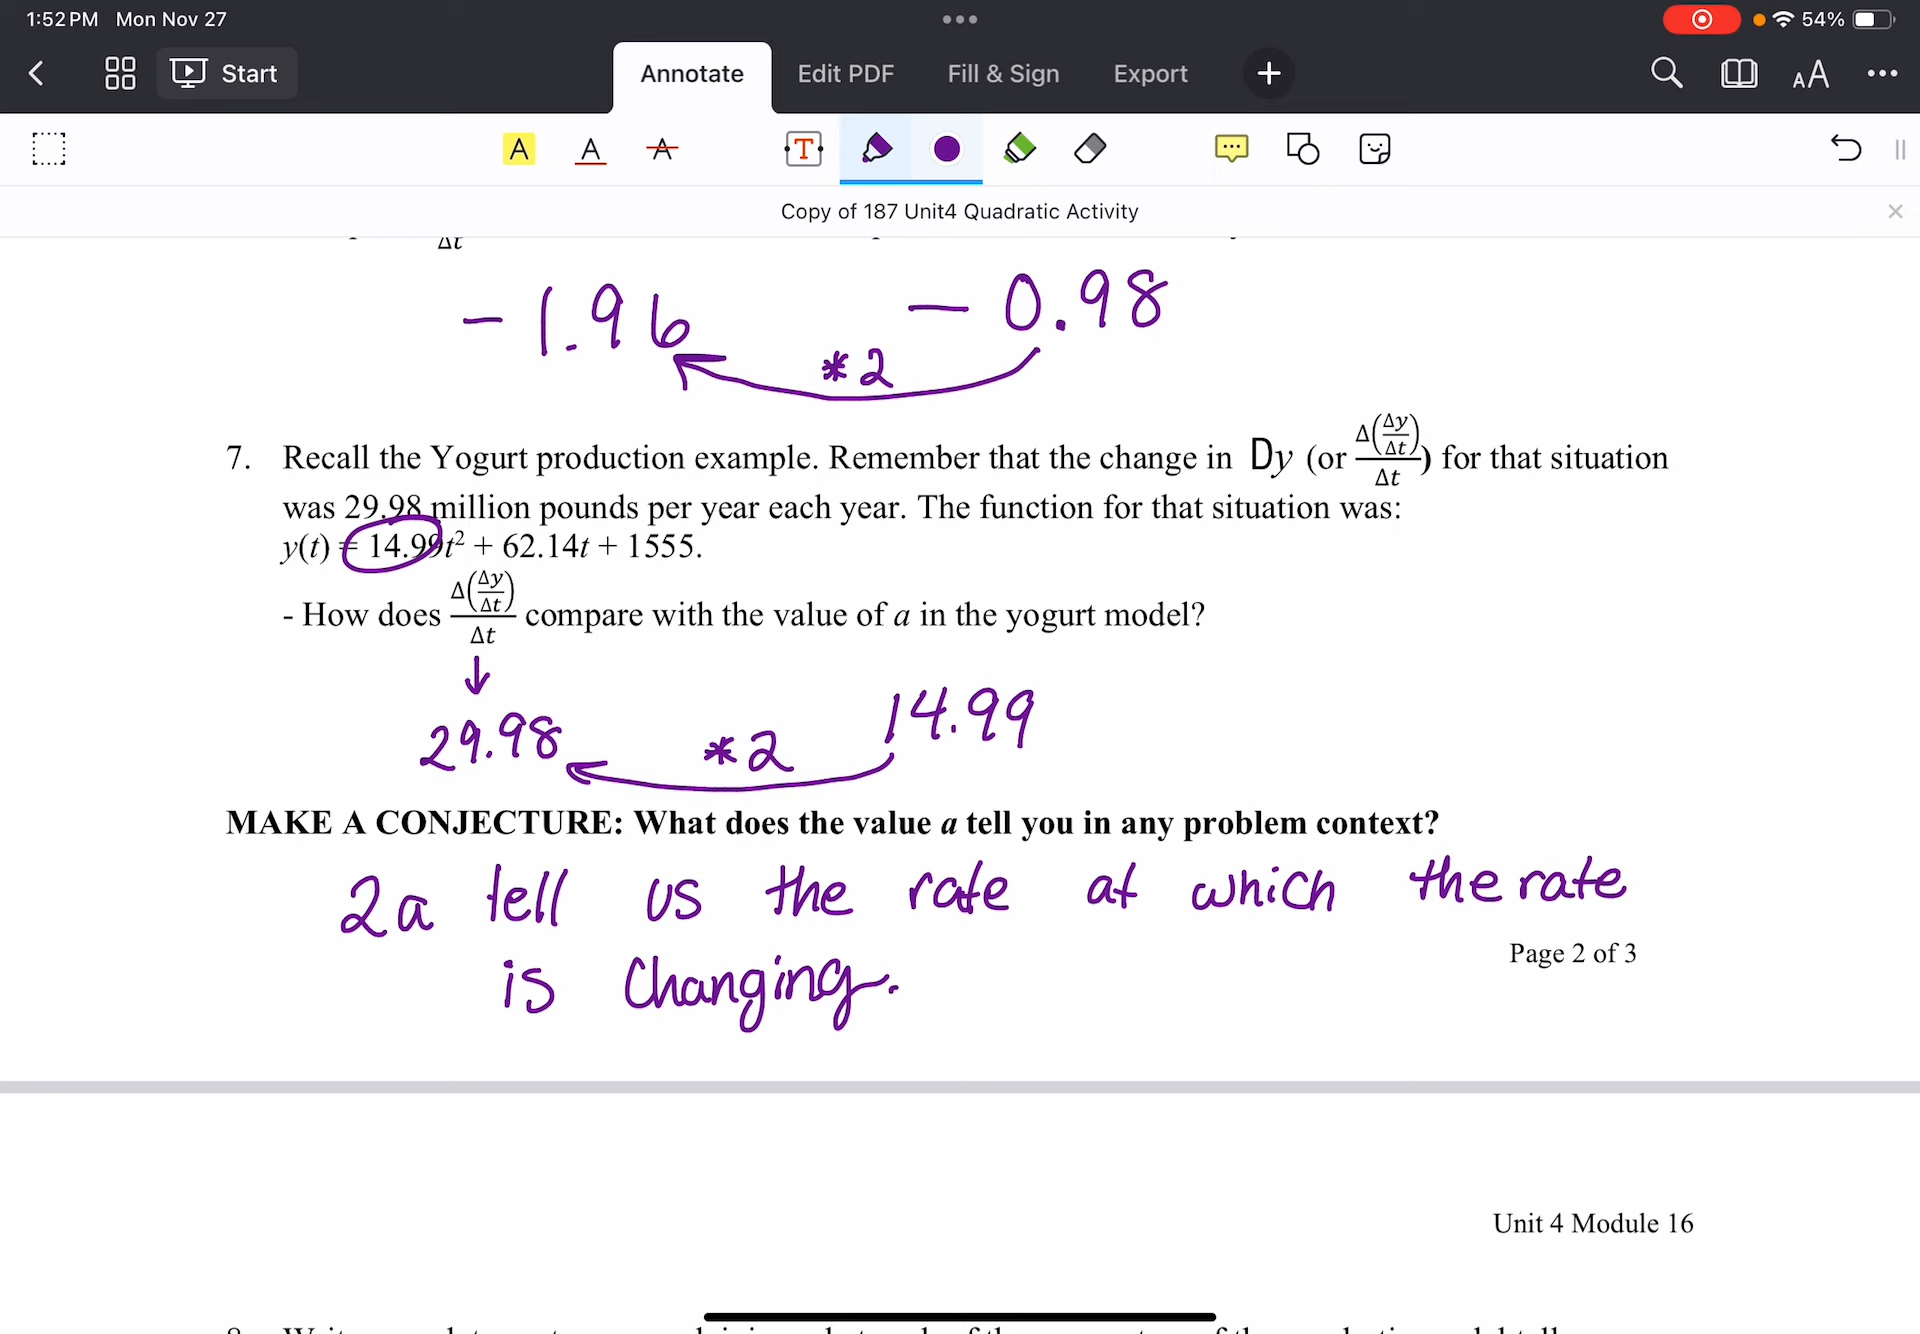 1:52 PM Mon Nov 27
54%
Start
Annotate
Edit PDF
Fill & Sign
Export
Copy of 187 Unit4 Quadratic Activity
Δt
- 1.96
- 0.98
*2
7. Recall the Yogurt production example. Remember that the change in Dy (or Δ(Δy/Δt)/Δt) for that situation
was 29.98 million pounds per year each year. The function for that situation was:
y(t) = 14.99t² + 62.14t + 1555.
- How does Δ(Δy/Δt)/Δt compare with the value of a in the yogurt model?
29.98
*2
14.99
MAKE A CONJECTURE: What does the value a tell you in any problem context?
2a tell us the rate at which the rate
is changing.
Page 2 of 3
Unit 4 Module 16